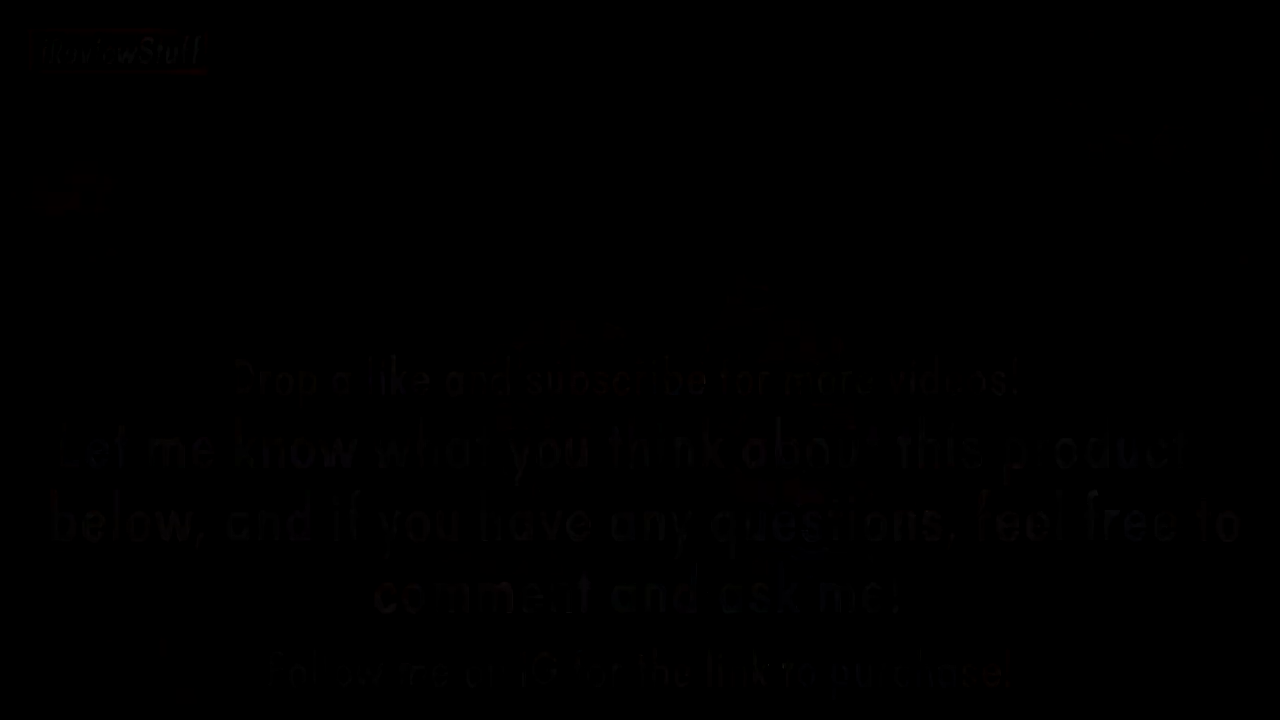 iReviewStuff
Drop a like and subscribe for more videos!
Let me know what you think about this product
below, and if you have any questions, feel free to
comment and ask me!
Follow me on IG for the link to purchase.